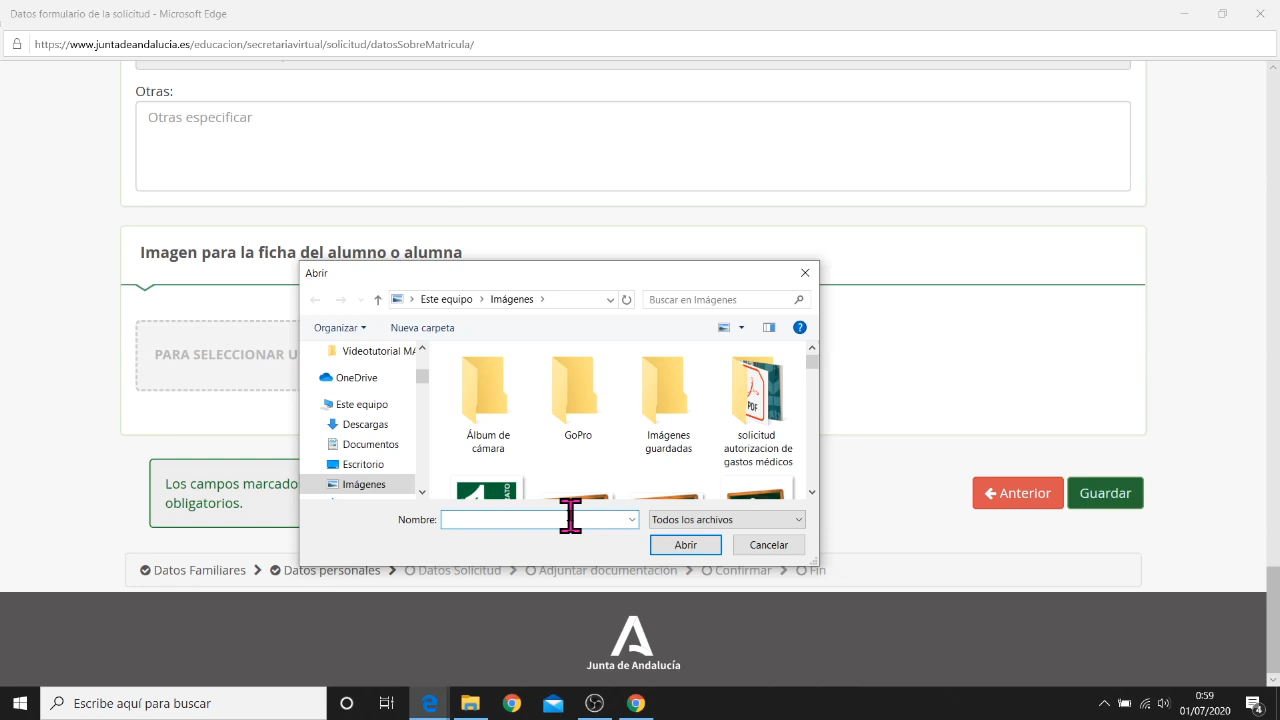 Datos formulario de la solicitud - Microsoft Edge
https://www.juntadeandalucia.es/educacion/secretariavirtual/solicitud/datosSobreMatricula/
Otras:
Otras especificar
Imagen para la ficha del alumno o alumna
PARA SELECCIONAR U
Abrir
Este equipo
Imágenes
Buscar en Imágenes
Organizar
Nueva carpeta
Videotutorial MA
OneDrive
Este equipo
Descargas
Documentos
Escritorio
Imágenes
Álbum de
cámara
GoPro
Imágenes
guardadas
PDF
solicitud
autorizacion de
gastos médicos
Nombre:
Todos los archivos
Abrir
Cancelar
Los campos marcados
obligatorios.
Anterior
Guardar
Datos Familiares
Datos personales
Datos Solicitud
Adjuntar documentación
Confirmar
Fin
Junta de Andalucía
Escribe aquí para buscar
0:59
01/07/2020
4